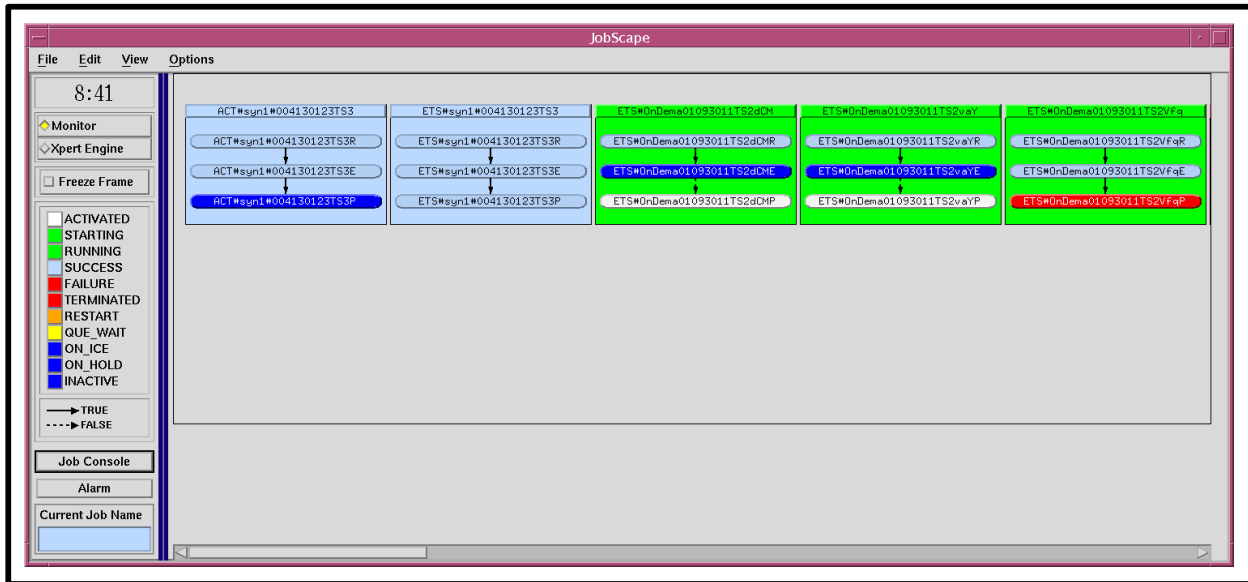 JobScape
File Edit View Options
8:41
Monitor
Xpert Engine
Freeze Frame
ACTIVATED
STARTING
RUNNING
SUCCESS
FAILURE
TERMINATED
RESTART
QUE_WAIT
ON_ICE
ON_HOLD
INACTIVE
TRUE
FALSE
Job Console
Alarm
Current Job Name
ACT#syn1#004130123TS3
ACT#syn1#004130123TS3R
ACT#syn1#004130123TS3E
ACT#syn1#004130123TS3P
ETS#syn1#004130123TS3
ETS#syn1#004130123TS3R
ETS#syn1#004130123TS3E
ETS#syn1#004130123TS3P
ETS#OnDema01093011TS2dCM
ETS#OnDema01093011TS2dCMR
ETS#OnDema01093011TS2dCME
ETS#OnDema01093011TS2dCMP
ETS#OnDema01093011TS2vaY
ETS#OnDema01093011TS2vaYR
ETS#OnDema01093011TS2vaYE
ETS#OnDema01093011TS2vaYP
ETS#OnDema01093011TS2Vfq
ETS#OnDema01093011TS2VfqR
ETS#OnDema01093011TS2VfqE
ETS#OnDema01093011TS2VfqP